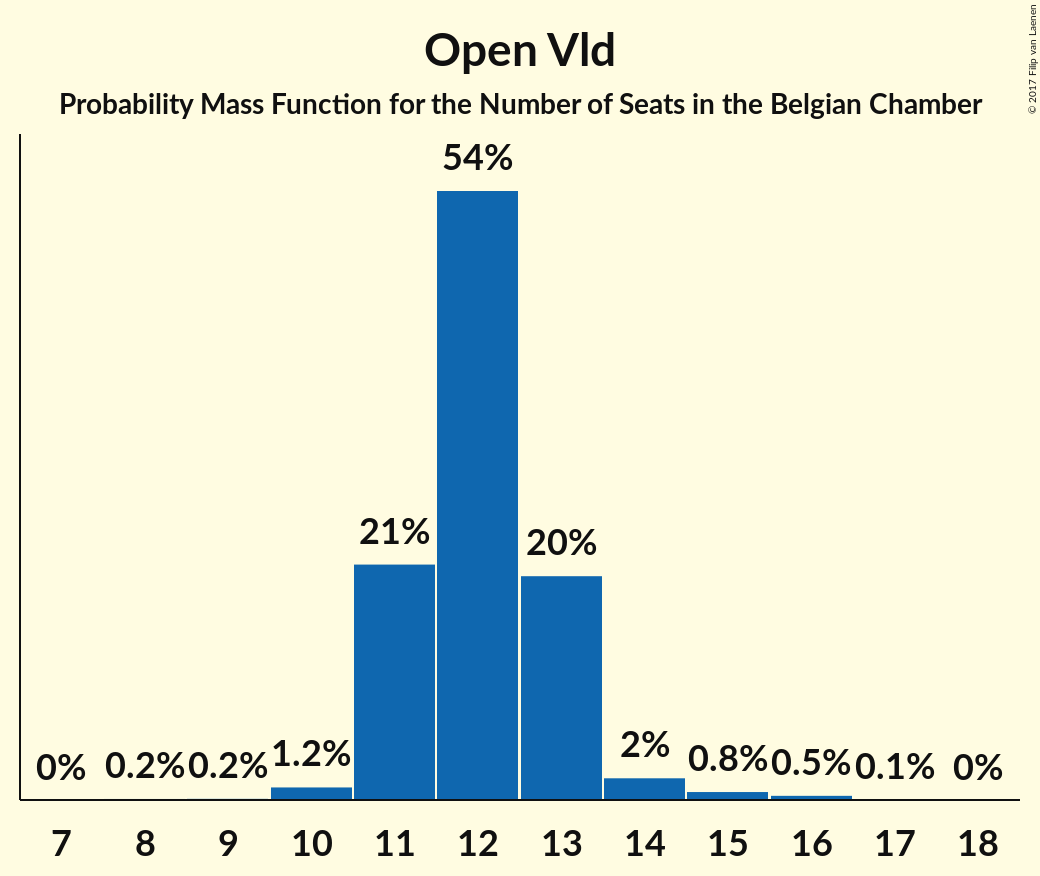 Open Vld
Probability Mass Function for the Number of Seats in the Belgian Chamber
© 2017 Filip van Laenen
0% 0.2% 0.2% 1.2% 21% 54% 20% 2% 0.8% 0.5% 0.1% 0%
7 8 9 10 11 12 13 14 15 16 17 18